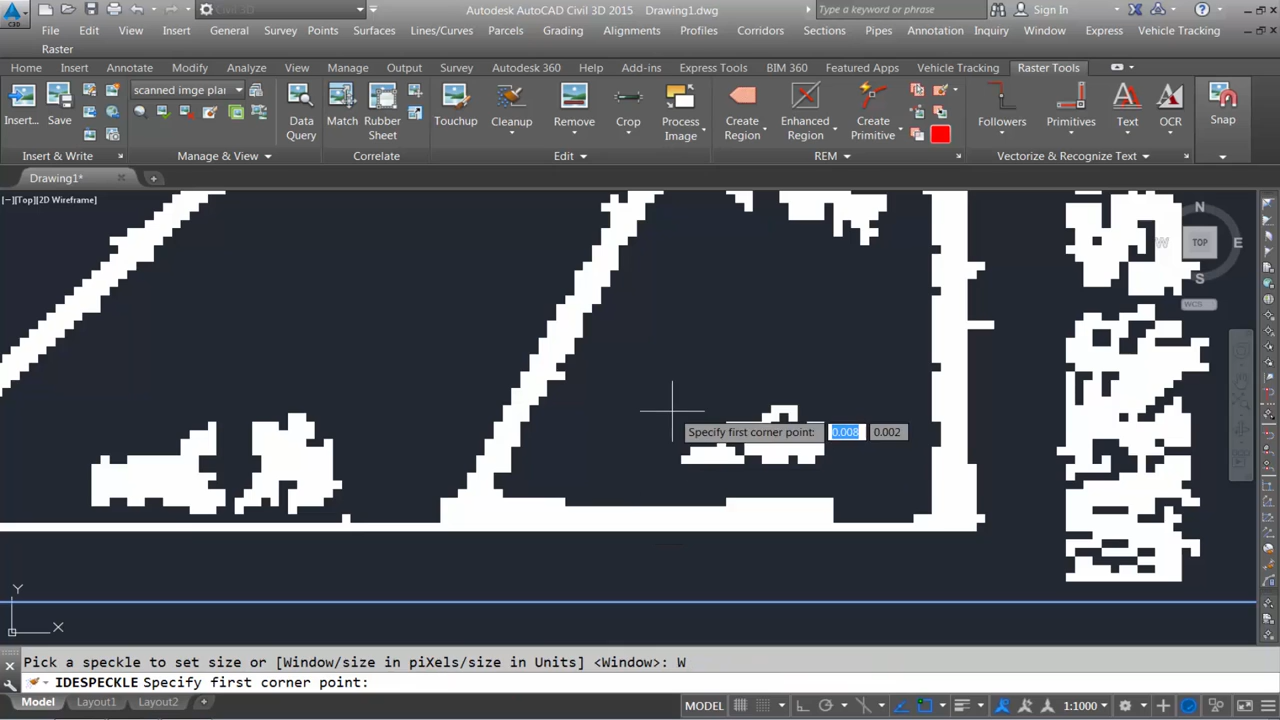 Civil 3D
Autodesk AutoCAD Civil 3D 2015 Drawing1.dwg
Type a keyword or phrase
Sign In
C3D
File Edit View Insert General Survey Points Surfaces Lines/Curves Parcels Grading Alignments Profiles Corridors Sections Pipes Annotation Inquiry Window Express Vehicle Tracking
Raster
Home Insert Annotate Modify Analyze View Manage Output Survey Autodesk 360 Help Add-ins Express Tools BIM 360 Featured Apps Vehicle Tracking Raster Tools
scanned imge plar
Insert... Save Data Query Match Rubber Sheet Touchup Cleanup Remove Crop Process Image Create Region Enhanced Region Create Primitive Followers Primitives Text OCR Snap
Insert & Write Manage & View Correlate Edit REM Vectorize & Recognize Text
Drawing1*
[−][Top][2D Wireframe]
N
W TOP E
S
WCS
Specify first corner point: 0.008 0.002
Y
X
Pick a speckle to set size or [Window/size in piXels/size in Units] <Window>: W
IDESPECKLE Specify first corner point:
Model Layout1 Layout2
MODEL 1:1000